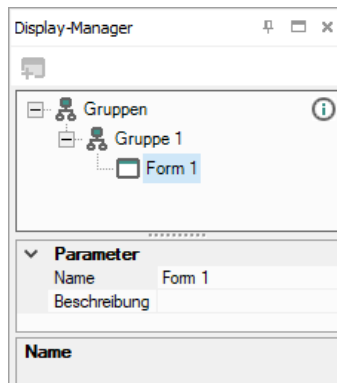 Display-Manager
Gruppen
Gruppe 1
Form 1
Parameter
Name Form 1
Beschreibung
Name